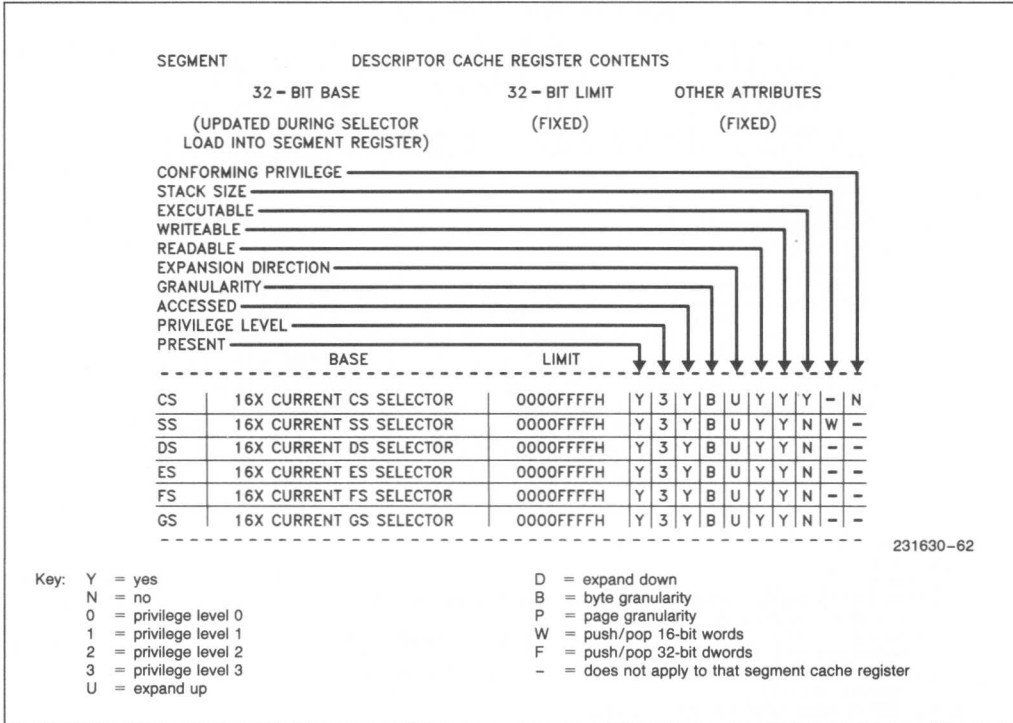 SEGMENT DESCRIPTOR CACHE REGISTER CONTENTS
32 – BIT BASE 32 – BIT LIMIT OTHER ATTRIBUTES
(UPDATED DURING SELECTOR (FIXED) (FIXED)
LOAD INTO SEGMENT REGISTER)
CONFORMING PRIVILEGE
STACK SIZE
EXECUTABLE
WRITEABLE
READABLE
EXPANSION DIRECTION
GRANULARITY
ACCESSED
PRIVILEGE LEVEL
PRESENT
BASE LIMIT
CS 16X CURRENT CS SELECTOR 0000FFFFH Y 3 Y B U Y Y Y – N
SS 16X CURRENT SS SELECTOR 0000FFFFH Y 3 Y B U Y Y N W –
DS 16X CURRENT DS SELECTOR 0000FFFFH Y 3 Y B U Y Y N – –
ES 16X CURRENT ES SELECTOR 0000FFFFH Y 3 Y B U Y Y N – –
FS 16X CURRENT FS SELECTOR 0000FFFFH Y 3 Y B U Y Y N – –
GS 16X CURRENT GS SELECTOR 0000FFFFH Y 3 Y B U Y Y N – –
231630–62
Key: Y = yes
N = no
0 = privilege level 0
1 = privilege level 1
2 = privilege level 2
3 = privilege level 3
U = expand up
D = expand down
B = byte granularity
P = page granularity
W = push/pop 16-bit words
F = push/pop 32-bit dwords
– = does not apply to that segment cache register